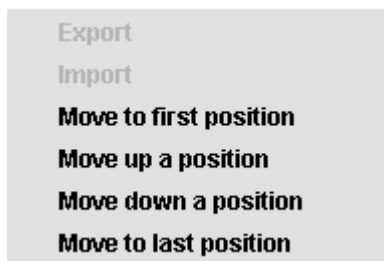 Export
Import
Move to first position
Move up a position
Move down a position
Move to last position